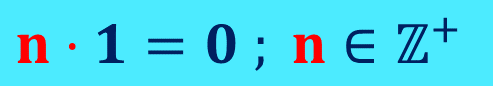 n · 1 = 0 ; n ∈ ℤ⁺